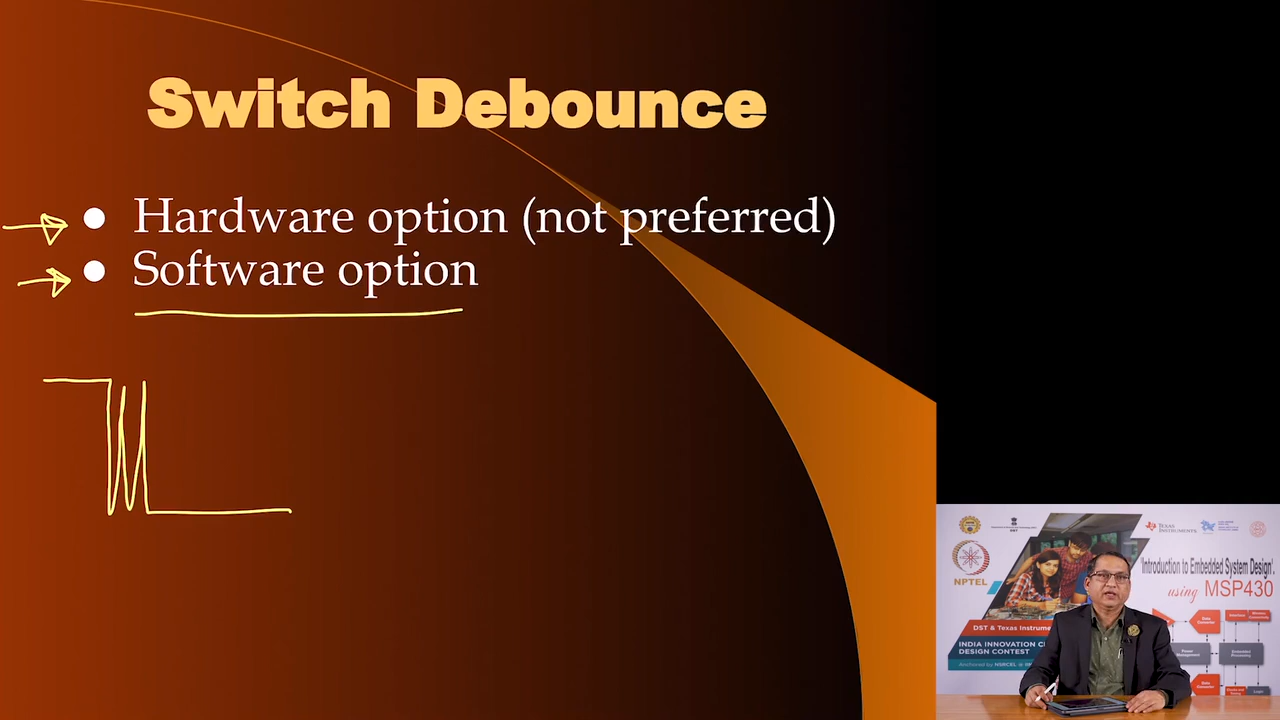 Switch Debounce
● Hardware option (not preferred)
● Software option
TEXAS INSTRUMENTS
NPTEL
'Introduction to Embedded System Design'.
using MSP430
DST & Texas Instrume
INDIA INNOVATION C
DESIGN CONTEST